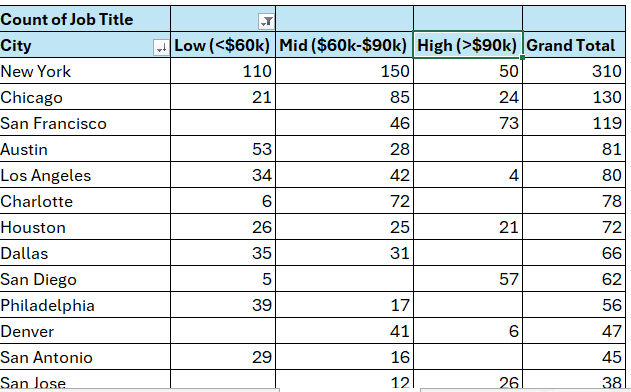 Count of Job Title
City Low (<$60k) Mid ($60k-$90k) High (>$90k) Grand Total
New York 110 150 50 310
Chicago 21 85 24 130
San Francisco 46 73 119
Austin 53 28 81
Los Angeles 34 42 4 80
Charlotte 6 72 78
Houston 26 25 21 72
Dallas 35 31 66
San Diego 5 57 62
Philadelphia 39 17 56
Denver 41 6 47
San Antonio 29 16 45
San Jose 12 26 38